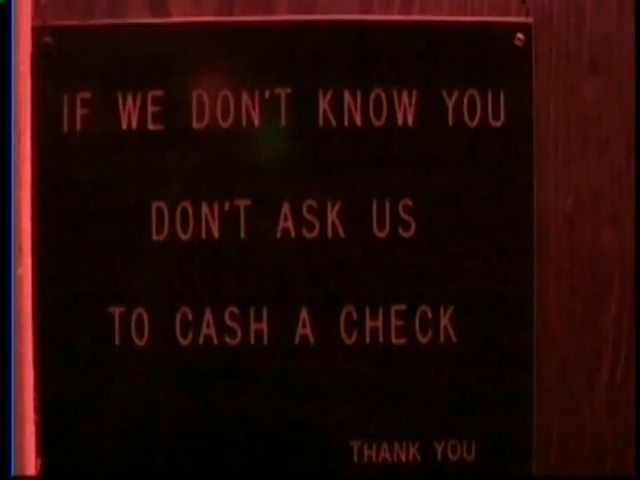 IF WE DON'T KNOW YOU
DON'T ASK US
TO CASH A CHECK
THANK YOU